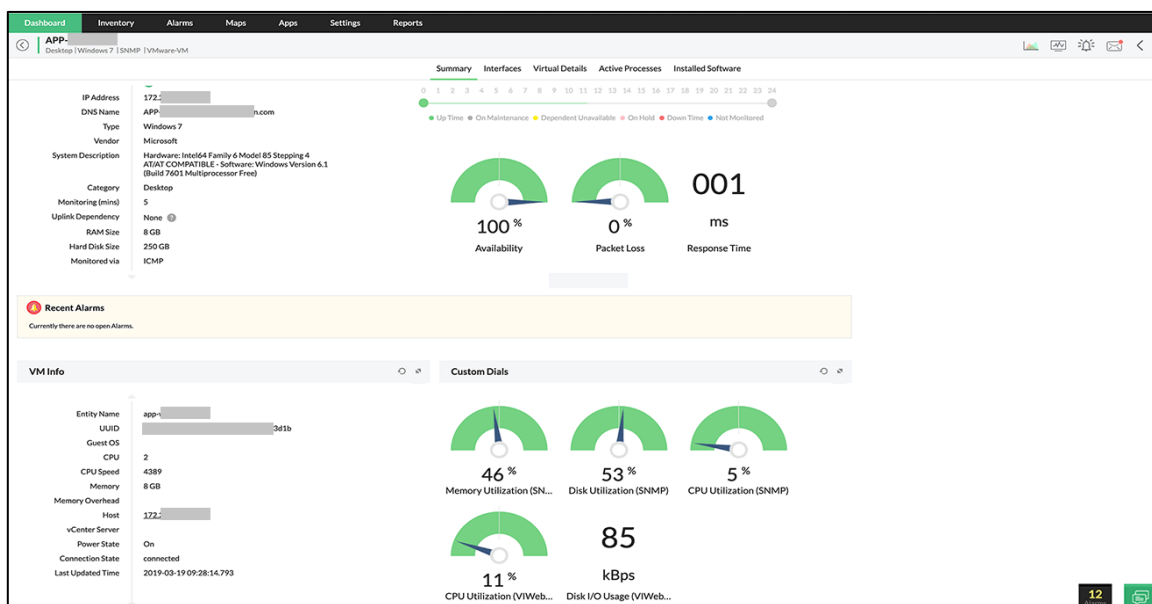 Dashboard Inventory Alarms Maps Apps Settings Reports
APP-
Desktop | Windows 7 | SNMP | VMware-VM
Summary Interfaces Virtual Details Active Processes Installed Software
IP Address 172.
DNS Name APP- n.com
Type Windows 7
Vendor Microsoft
System Description Hardware: Intel64 Family 6 Model 85 Stepping 4
AT/AT COMPATIBLE - Software: Windows Version 6.1
(Build 7601 Multiprocessor Free)
Category Desktop
Monitoring (mins) 5
Uplink Dependency None ?
RAM Size 8 GB
Hard Disk Size 250 GB
Monitored via ICMP
0 1 2 3 4 5 6 7 8 9 10 11 12 13 14 15 16 17 18 19 20 21 22 23 24
Up Time On Maintenance Dependent Unavailable On Hold Down Time Not Monitored
100 % 0 % 001
ms
Availability Packet Loss Response Time
Recent Alarms
Currently there are no open Alarms.
VM Info
Entity Name app-
UUID 3d1b
Guest OS
CPU 2
CPU Speed 4389
Memory 8 GB
Memory Overhead
Host 172.
vCenter Server
Power State On
Connection State connected
Last Updated Time 2019-03-19 09:28:14.793
Custom Dials
46 % 53 % 5 %
Memory Utilization (SN... Disk Utilization (SNMP) CPU Utilization (SNMP)
11 % 85
kBps
CPU Utilization (VIWeb... Disk I/O Usage (VIWeb...
12
Alarms